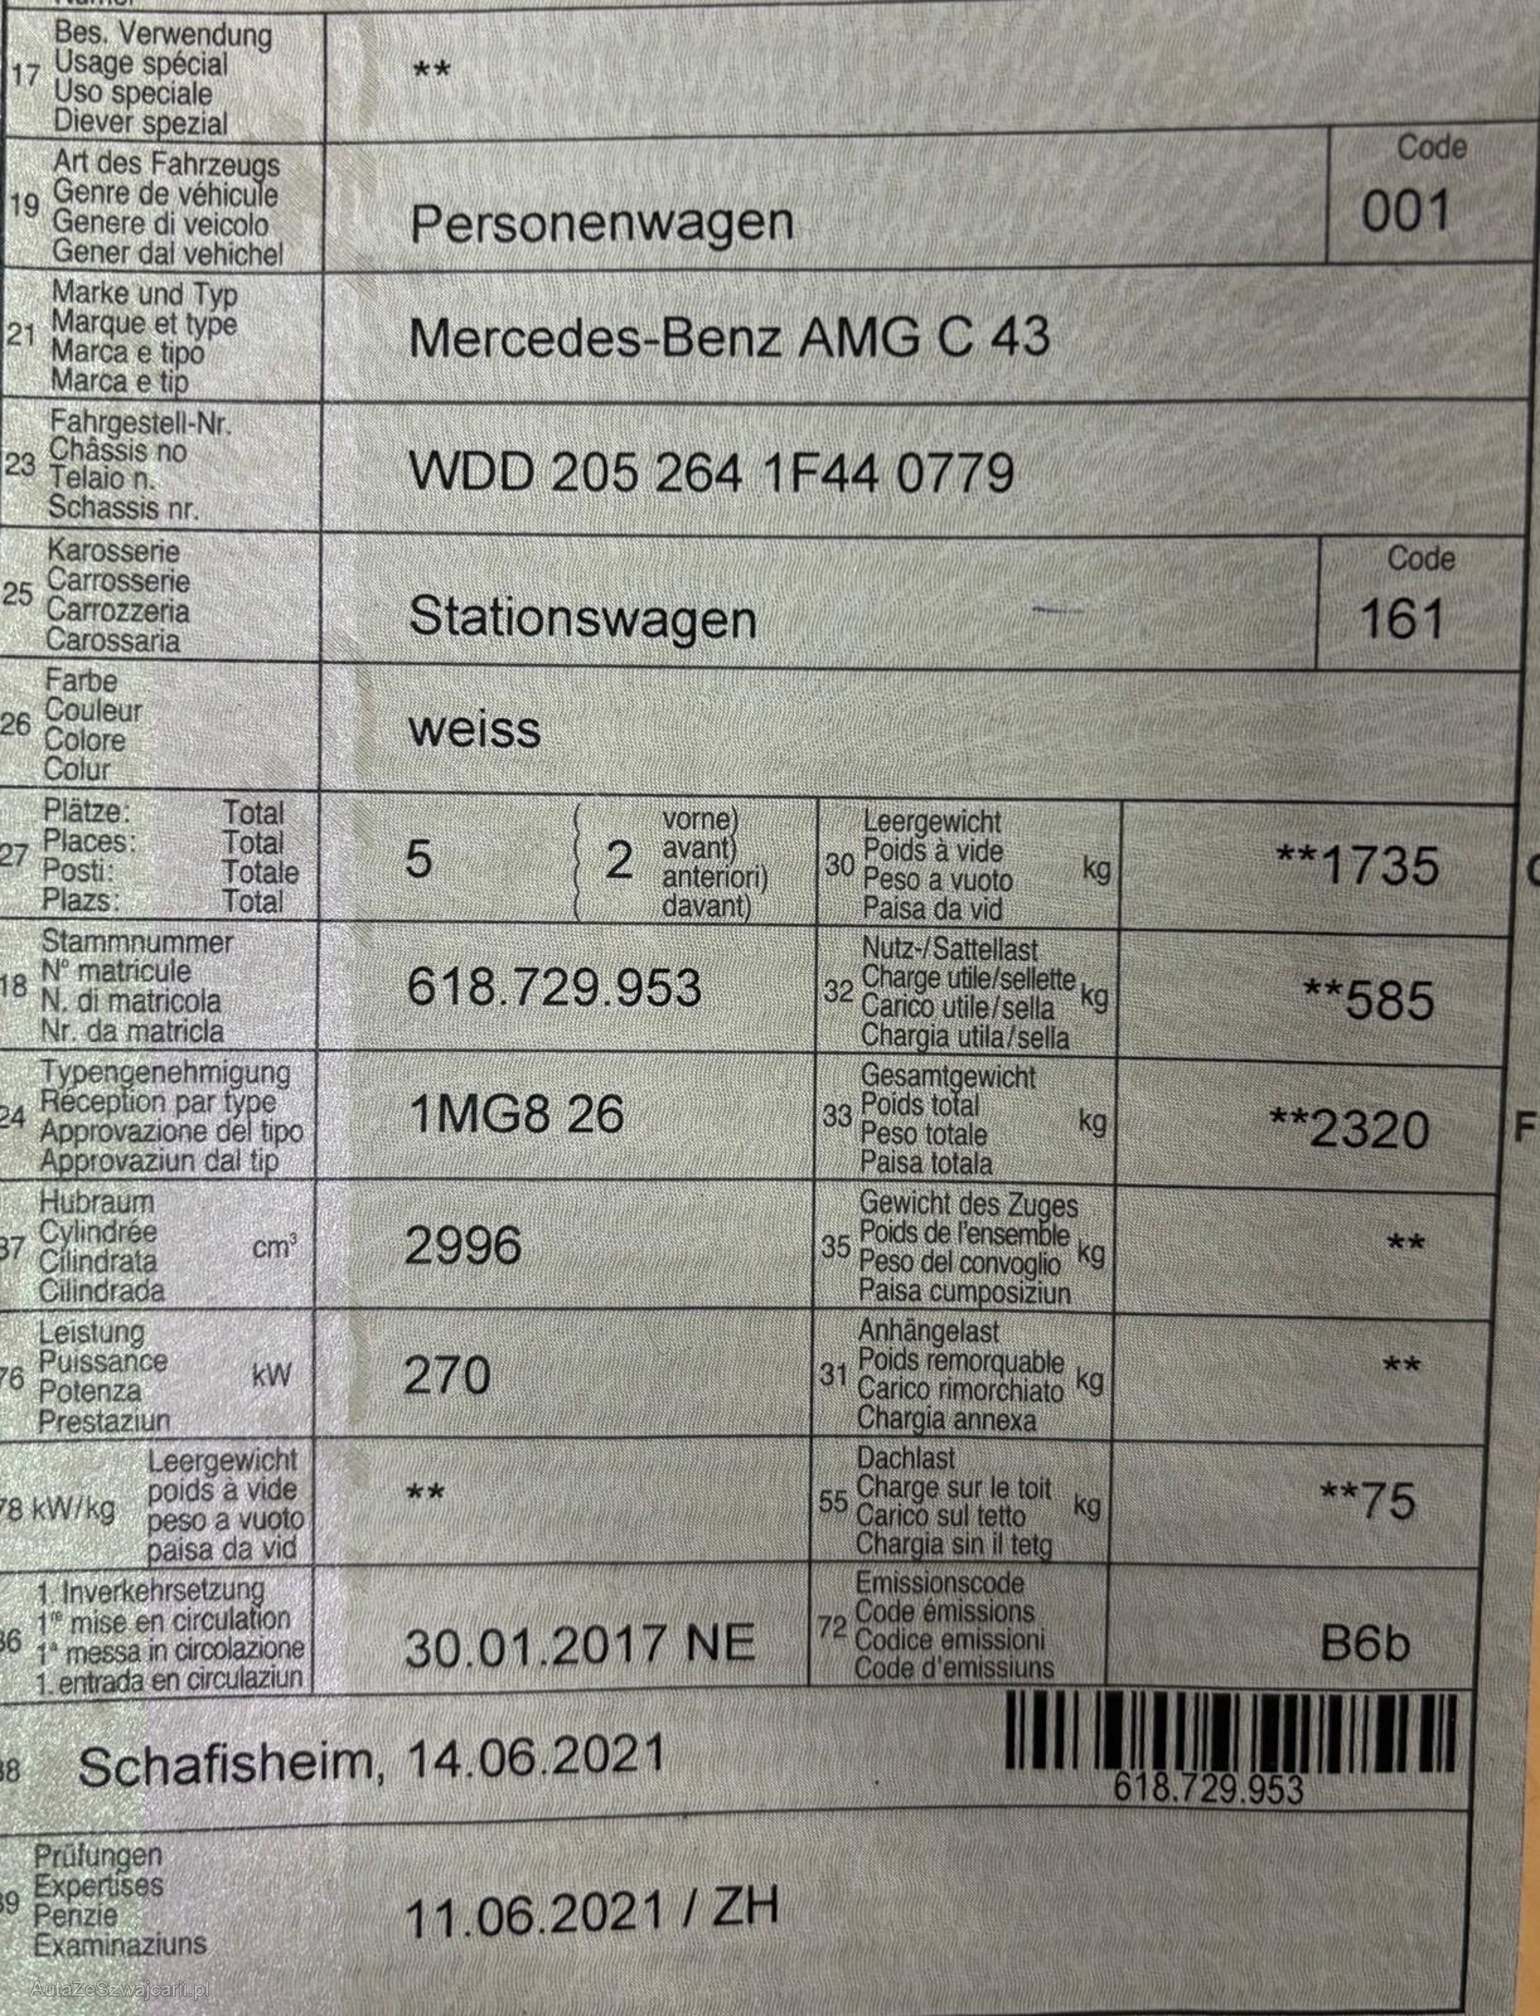 17 Bes. Verwendung
Usage spécial
Uso speciale
Diever spezial
**
19 Art des Fahrzeugs
Genre de véhicule
Genere di veicolo
Gener dal vehichel
Personenwagen
Code
001
21 Marke und Typ
Marque et type
Marca e tipo
Marca e tip
Mercedes-Benz AMG C 43
23 Fahrgestell-Nr.
Châssis no
Telaio n.
Schassis nr.
WDD 205 264 1F44 0779
25 Karosserie
Carrosserie
Carrozzeria
Carossaria
Stationswagen
Code
161
26 Farbe
Couleur
Colore
Colur
weiss
27 Plätze: Total
Places: Total
Posti: Totale
Plazs: Total
5 ( 2 vorne)
avant)
anteriori)
davant)
30 Leergewicht
Poids à vide
Peso a vuoto
Paisa da vid
kg
**1735
18 Stammnummer
N° matricule
N. di matricola
Nr. da matricla
618.729.953
32 Nutz-/Sattellast
Charge utile/sellette
Carico utile/sella
Chargia utila/sella
kg
**585
24 Typengenehmigung
Réception par type
Approvazione del tipo
Approvaziun dal tip
1MG8 26
33 Gesamtgewicht
Poids total
Peso totale
Paisa totala
kg
**2320
F
37 Hubraum
Cylindrée
Cilindrata
Cilindrada
cm³
2996
35 Gewicht des Zuges
Poids de l'ensemble
Peso del convoglio
Paisa cumposiziun
kg
**
76 Leistung
Puissance
Potenza
Prestaziun
kW
270
31 Anhängelast
Poids remorquable
Carico rimorchiato
Chargia annexa
kg
**
78 kW/kg Leergewicht
poids à vide
peso a vuoto
paisa da vid
**
55 Dachlast
Charge sur le toit
Carico sul tetto
Chargia sin il tetg
kg
**75
36 1. Inverkehrsetzung
1re mise en circulation
1a messa in circolazione
1. entrada en circulaziun
30.01.2017 NE
72 Emissionscode
Code émissions
Codice emissioni
Code d'emissiuns
B6b
38 Schafisheim, 14.06.2021
618.729.953
39 Prüfungen
Expertises
Perizie
Examinaziuns
11.06.2021 / ZH
AutaZeSzwajcarii.pl